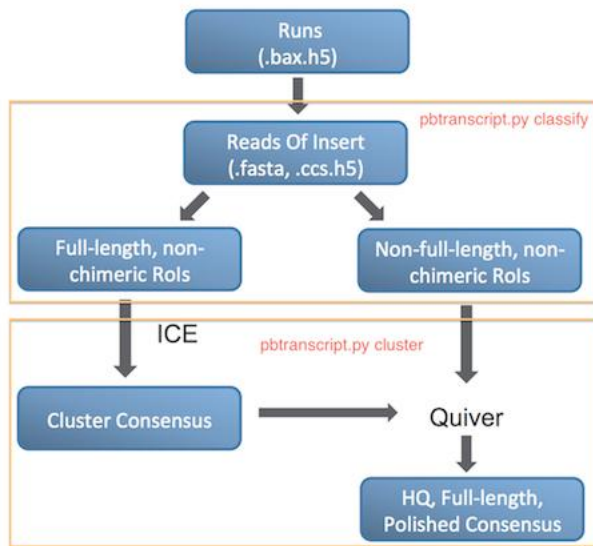 Runs
(.bax.h5)
pbtranscript.py classify
Reads Of Insert
(.fasta, .ccs.h5)
Full-length, non-
chimeric RoIs
Non-full-length, non-
chimeric RoIs
ICE
pbtranscript.py cluster
Cluster Consensus
Quiver
HQ, Full-length,
Polished Consensus